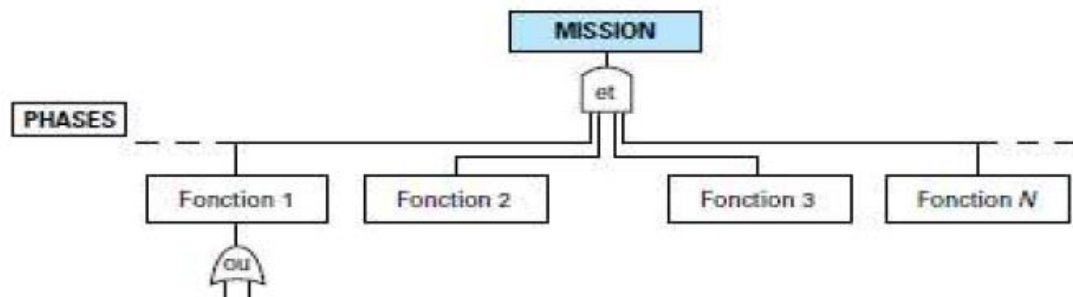 MISSION
et
PHASES
Fonction 1
Fonction 2
Fonction 3
Fonction N
ou